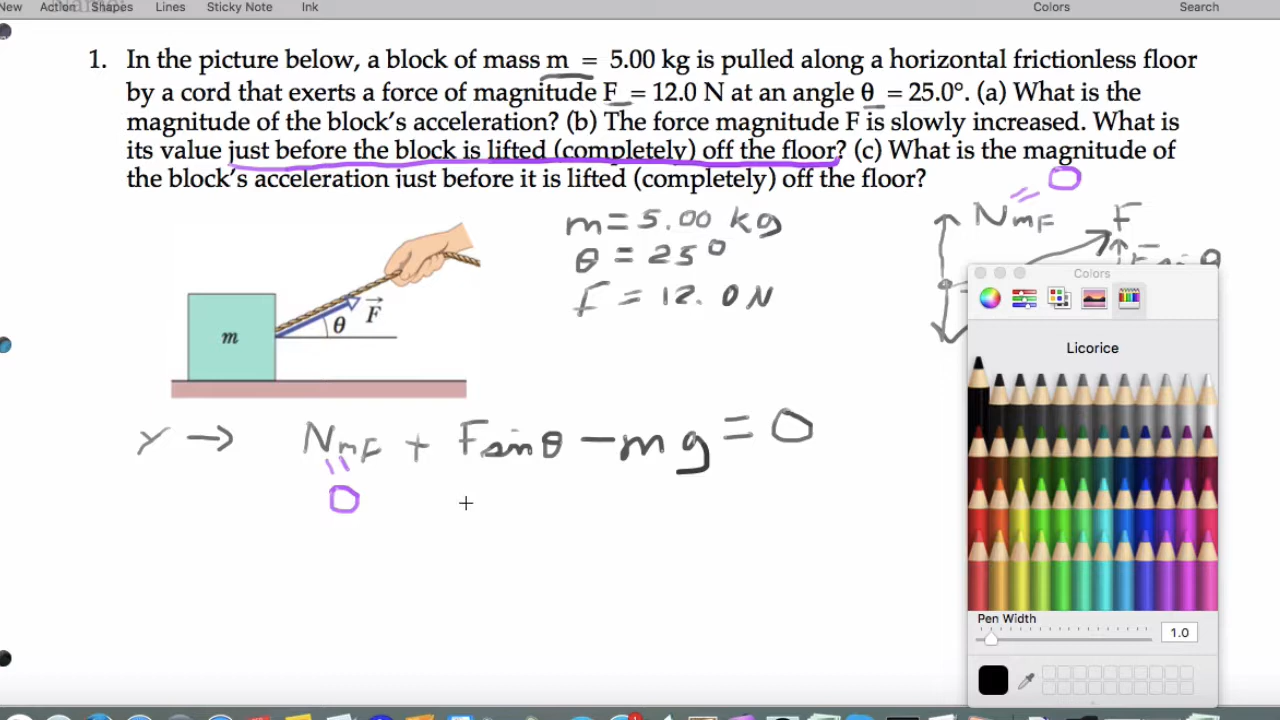 New Action Shapes Lines Sticky Note Ink Colors Search
1. In the picture below, a block of mass m = 5.00 kg is pulled along a horizontal frictionless floor
by a cord that exerts a force of magnitude F = 12.0 N at an angle θ = 25.0°. (a) What is the
magnitude of the block's acceleration? (b) The force magnitude F is slowly increased. What is
its value just before the block is lifted (completely) off the floor? (c) What is the magnitude of
the block's acceleration just before it is lifted (completely) off the floor?
0
m = 5.00 kg
θ = 25°
F = 12.0 N
NmF
F
m
θ
F
Colors
Licorice
Y → NmF + F sinθ - mg = 0
0
Pen Width
1.0